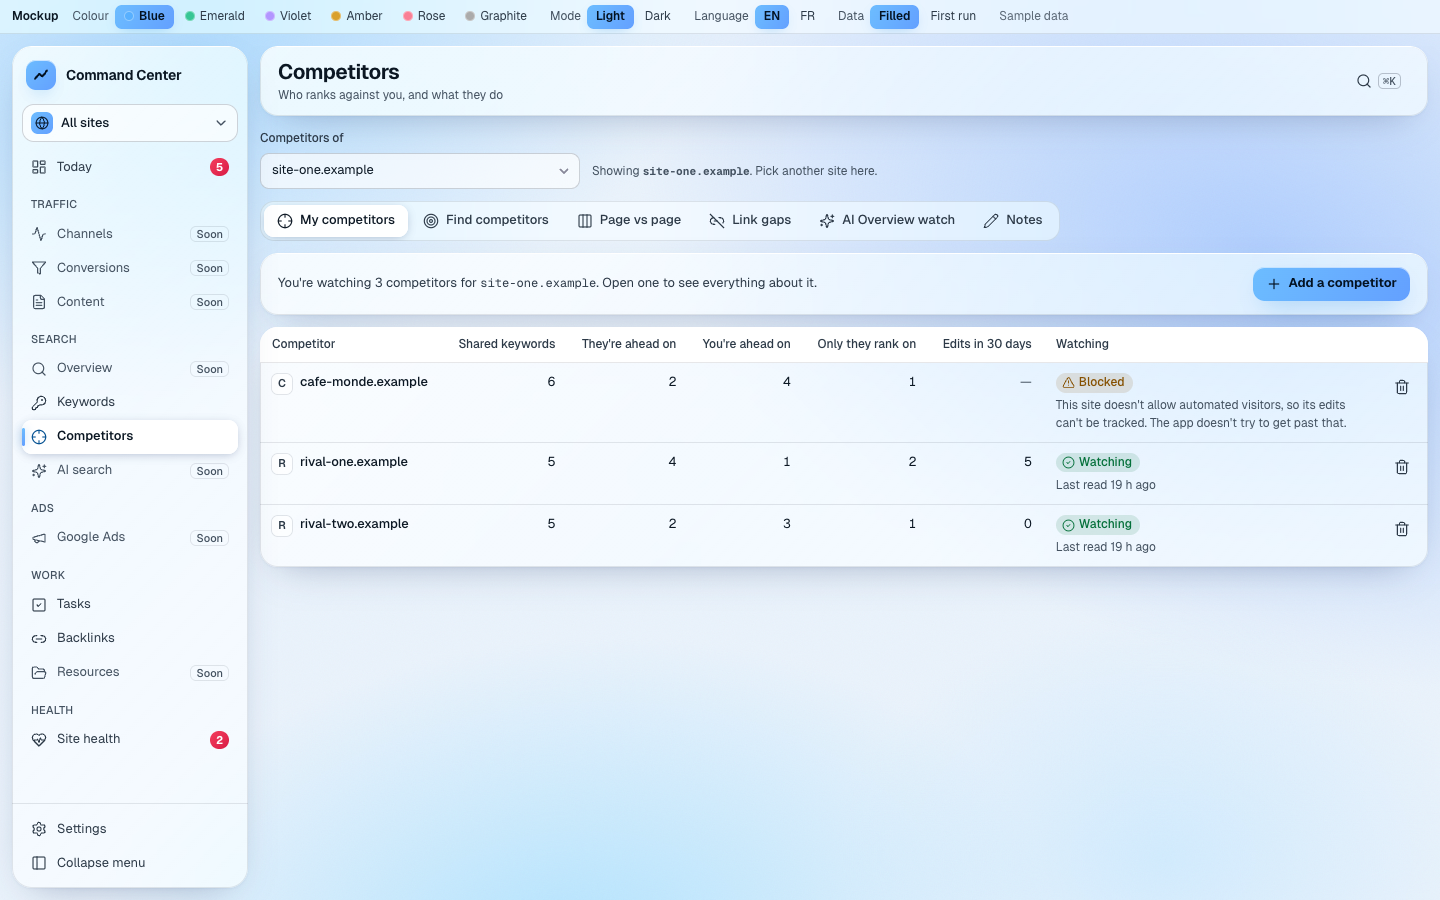 Mockup Colour Blue Emerald Violet Amber Rose Graphite Mode Light Dark Language EN FR Data Filled First run Sample data
Command Center
All sites
Today 5
TRAFFIC
Channels Soon
Conversions Soon
Content Soon
SEARCH
Overview Soon
Keywords
Competitors
AI search Soon
ADS
Google Ads Soon
WORK
Tasks
Backlinks
Resources Soon
HEALTH
Site health 2
Settings
Collapse menu
Competitors
Who ranks against you, and what they do
⌘K
Competitors of
site-one.example
Showing site-one.example. Pick another site here.
My competitors Find competitors Page vs page Link gaps AI Overview watch Notes
You're watching 3 competitors for site-one.example. Open one to see everything about it.
Add a competitor
Competitor Shared keywords They're ahead on You're ahead on Only they rank on Edits in 30 days Watching
C cafe-monde.example 6 2 4 1 — Blocked
This site doesn't allow automated visitors, so its edits
can't be tracked. The app doesn't try to get past that.
R rival-one.example 5 4 1 2 5 Watching
Last read 19 h ago
R rival-two.example 5 2 3 1 0 Watching
Last read 19 h ago